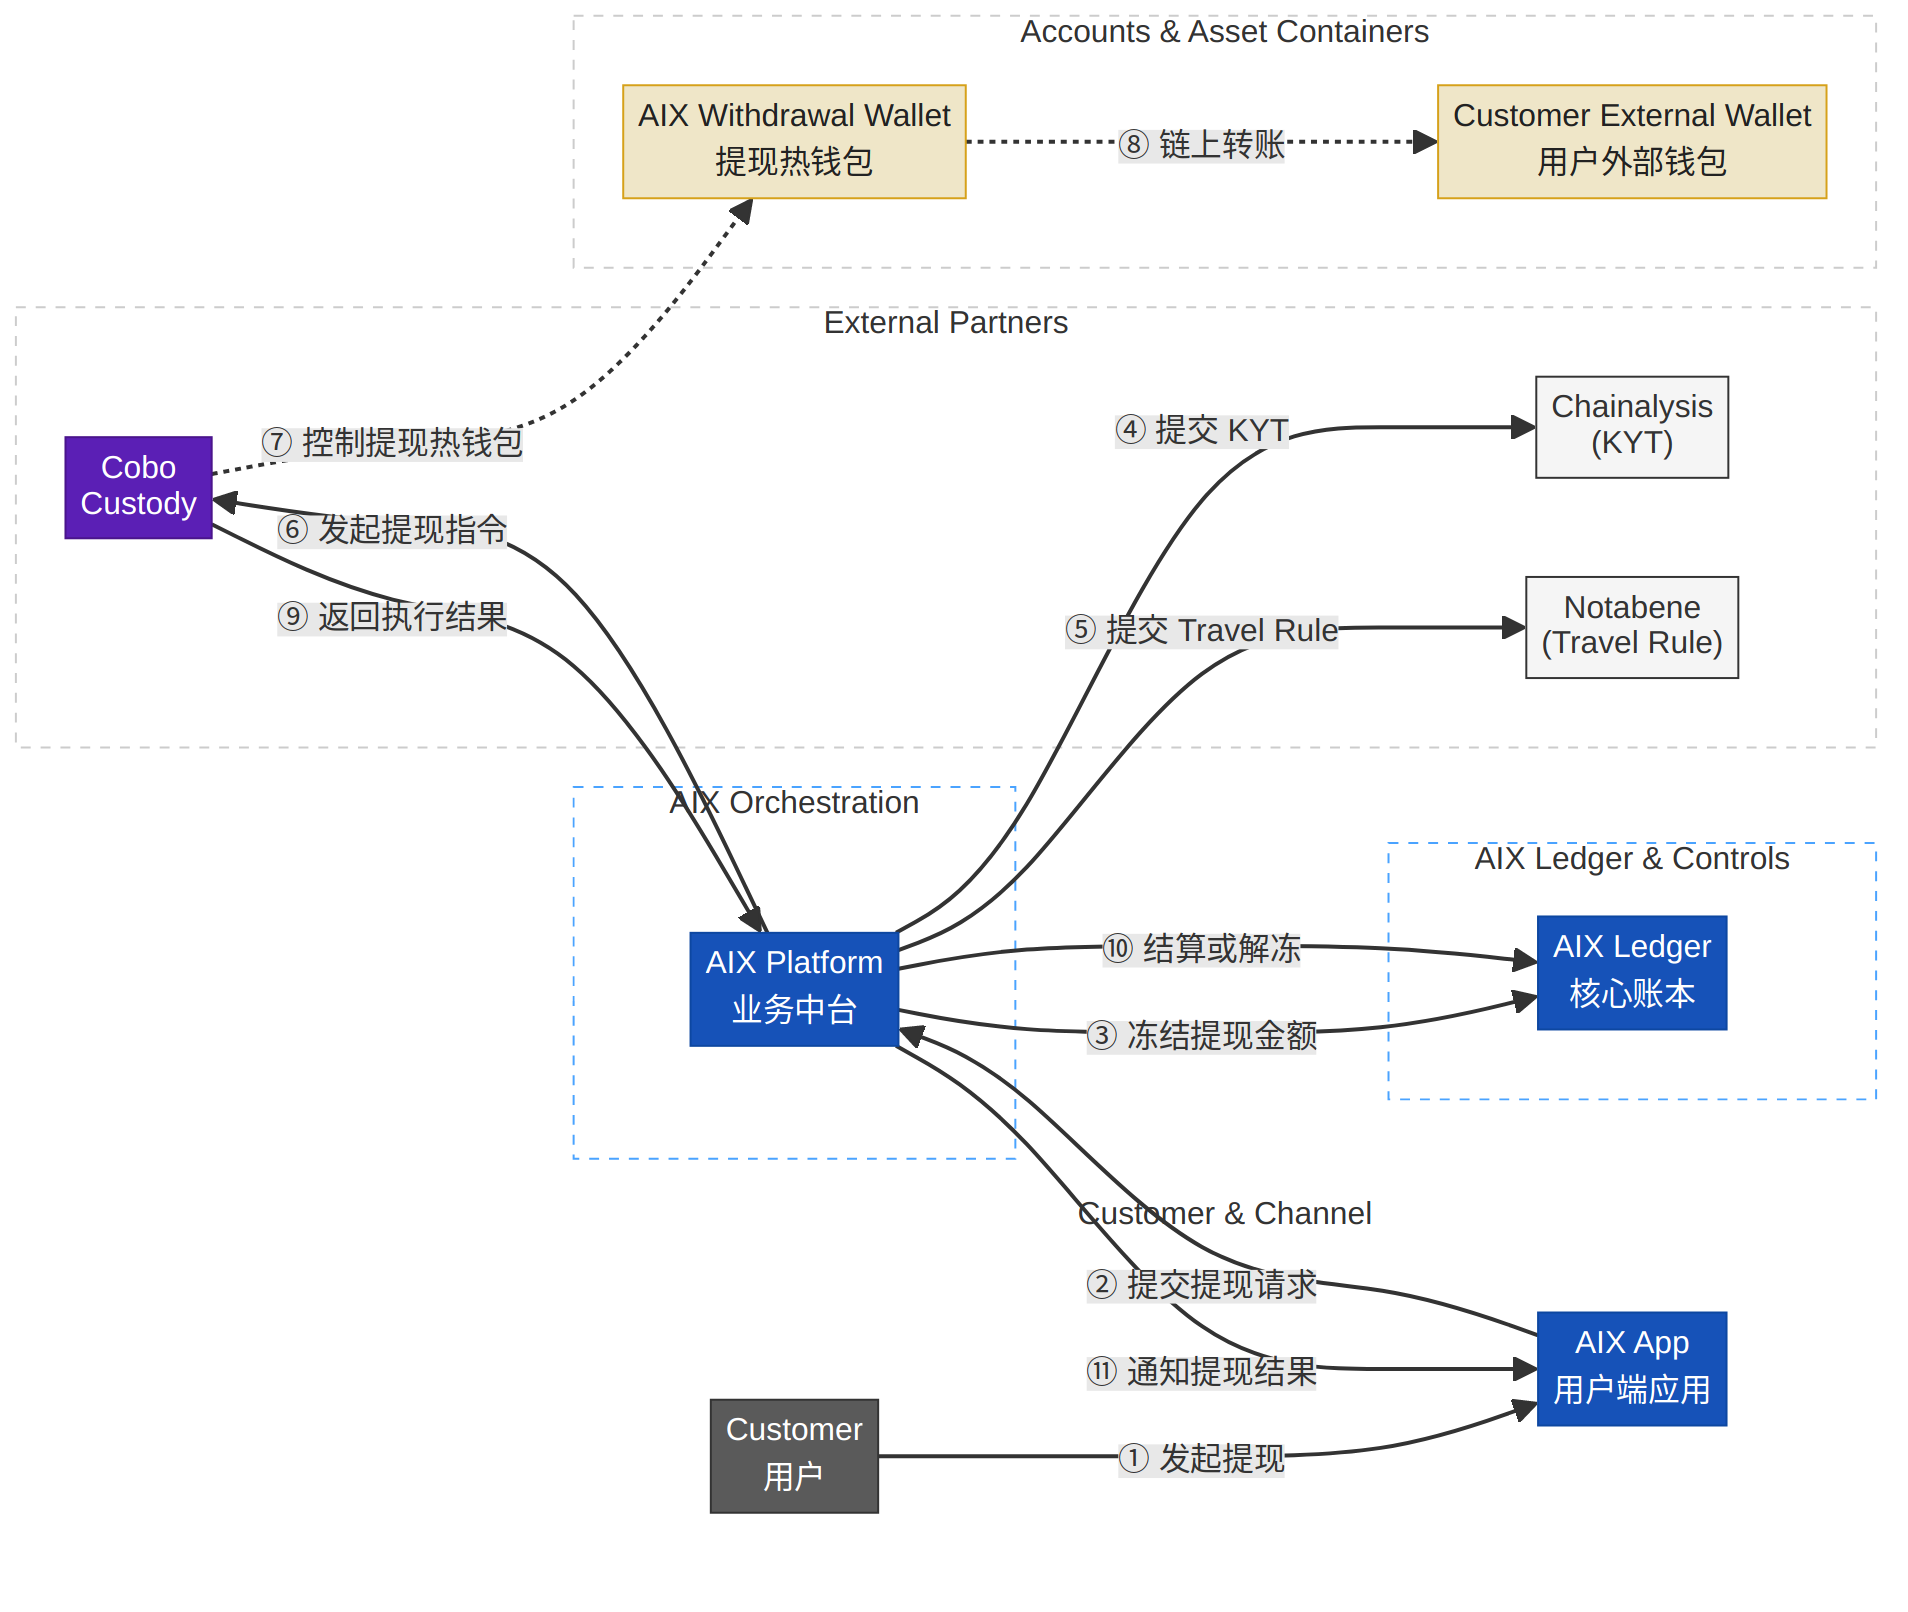 Accounts & Asset Containers
AIX Withdrawal Wallet
提现热钱包
⑧ 链上转账
Customer External Wallet
用户外部钱包
External Partners
Cobo
Custody
⑦ 控制提现热钱包
⑥ 发起提现指令
⑨ 返回执行结果
④ 提交 KYT
Chainalysis
(KYT)
⑤ 提交 Travel Rule
Notabene
(Travel Rule)
AIX Orchestration
AIX Platform
业务中台
AIX Ledger & Controls
⑩ 结算或解冻
③ 冻结提现金额
AIX Ledger
核心账本
Customer & Channel
② 提交提现请求
⑪ 通知提现结果
AIX App
用户端应用
Customer
用户
① 发起提现